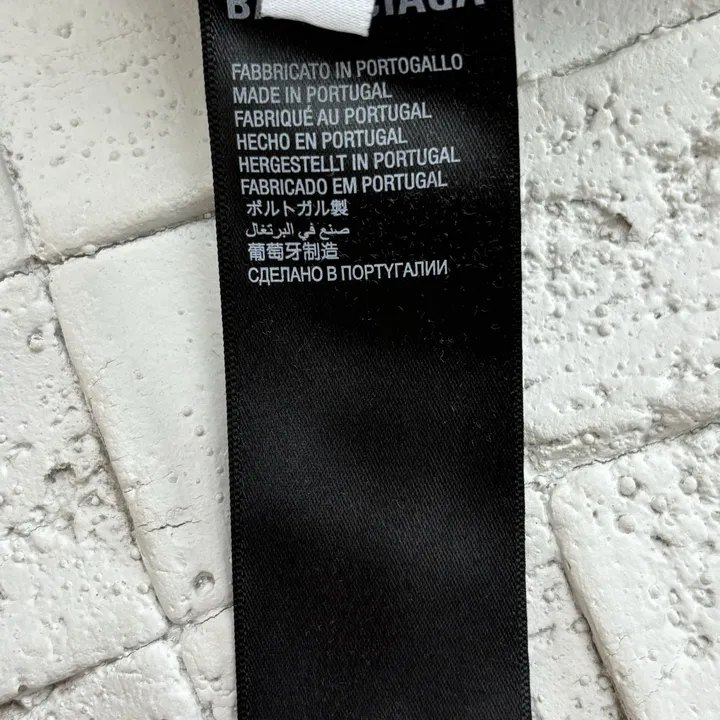 FABBRICATO IN PORTOGALLO
MADE IN PORTUGAL
FABRIQUÉ AU PORTUGAL
HECHO EN PORTUGAL
HERGESTELLT IN PORTUGAL
FABRICADO EM PORTUGAL
ポルトガル製
صنع في البرتغال
葡萄牙制造
СДЕЛАНО В ПОРТУГАЛИИ